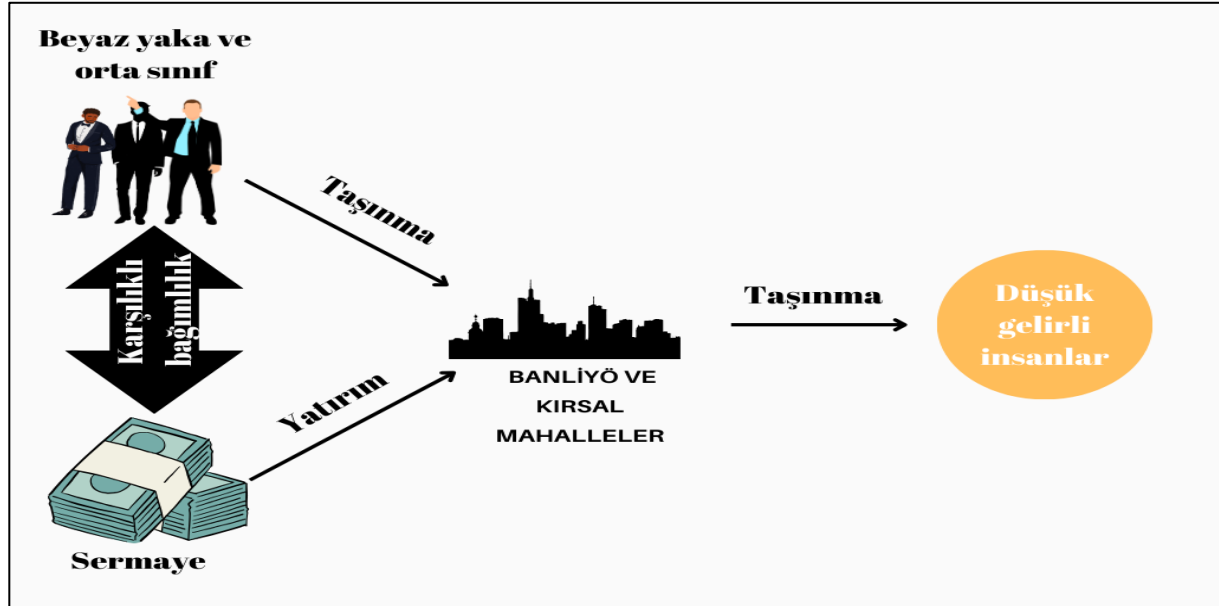 Beyaz yaka ve
orta sınıf
Taşınma
Karşılıklı
bağımlılık
Taşınma
Düşük
gelirli
insanlar
BANLİYÖ VE
KIRSAL
MAHALLELER
Yatırım
Sermaye